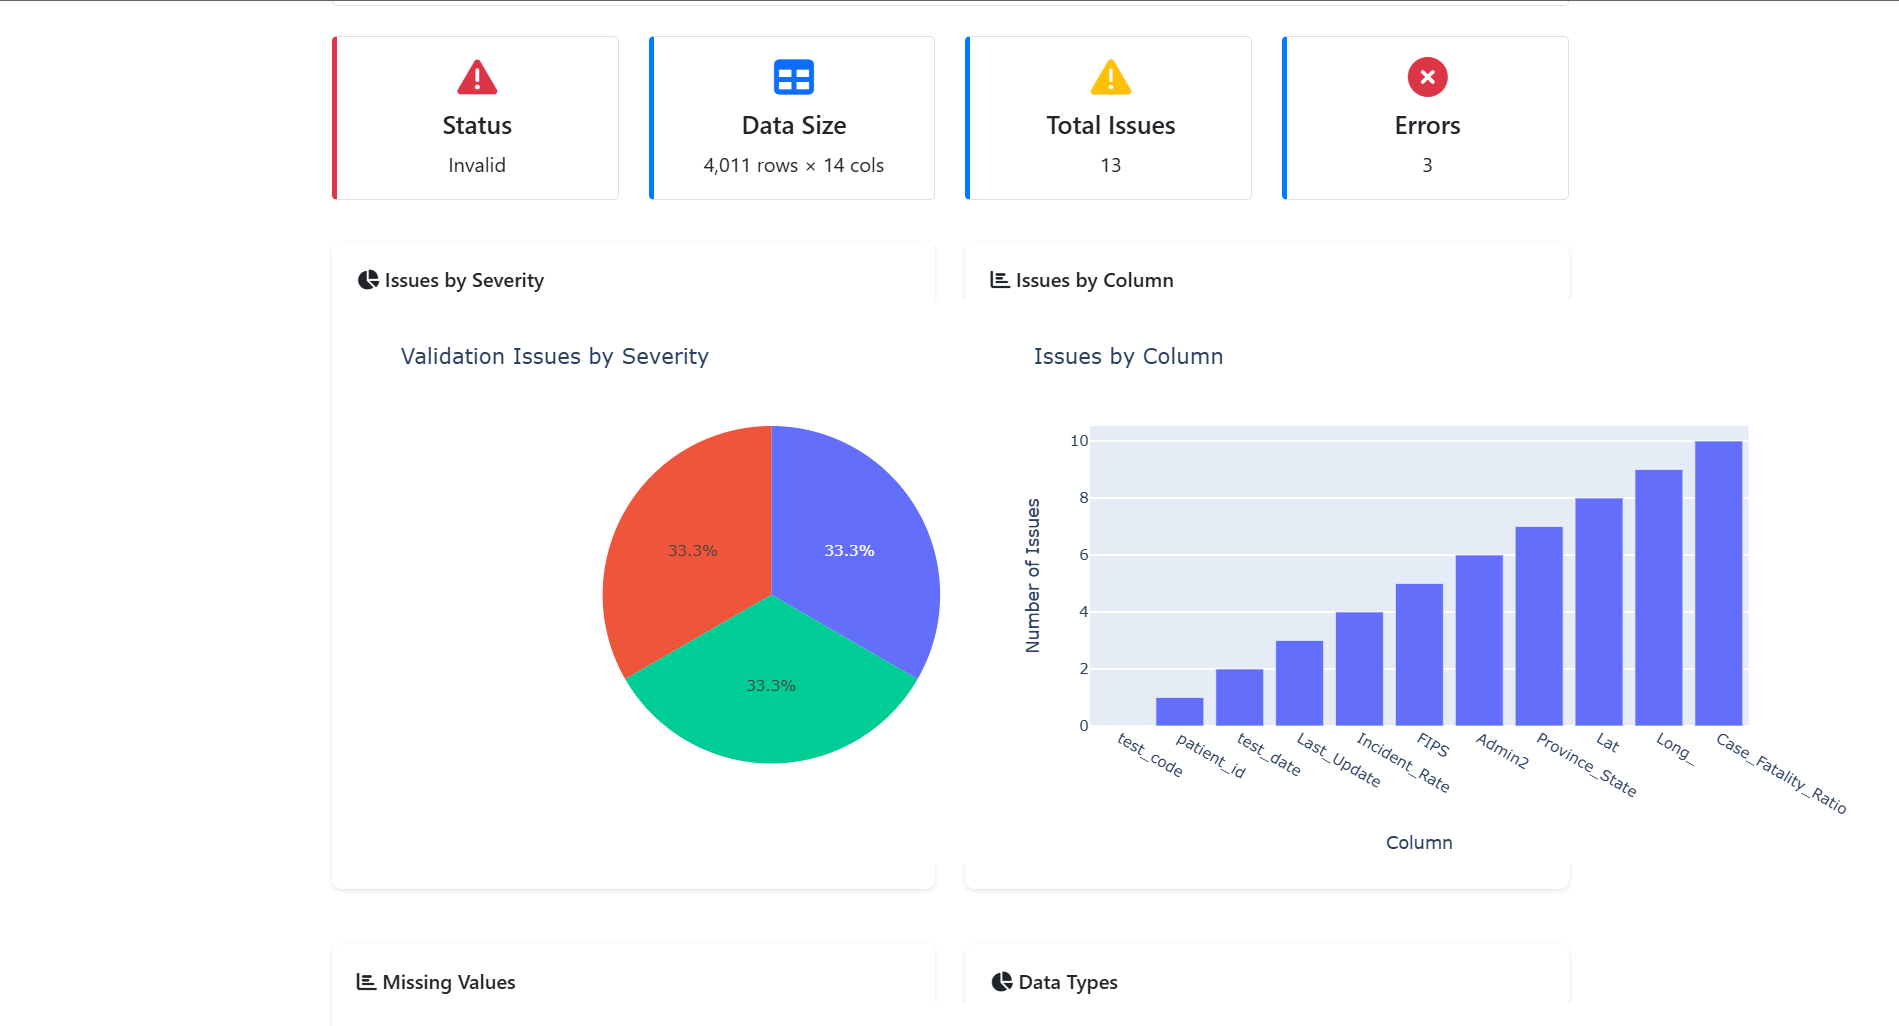 Status
Invalid
Data Size
4,011 rows × 14 cols
Total Issues
13
Errors
3
Issues by Severity
Validation Issues by Severity
33.3%
33.3%
33.3%
Issues by Column
Issues by Column
Number of Issues
10
8
6
4
2
0
test_code
patient_id
test_date
Last_Update
Incident_Rate
FIPS
Admin2
Province_State
Lat
Long_
Case_Fatality_Ratio
Column
Missing Values
Data Types